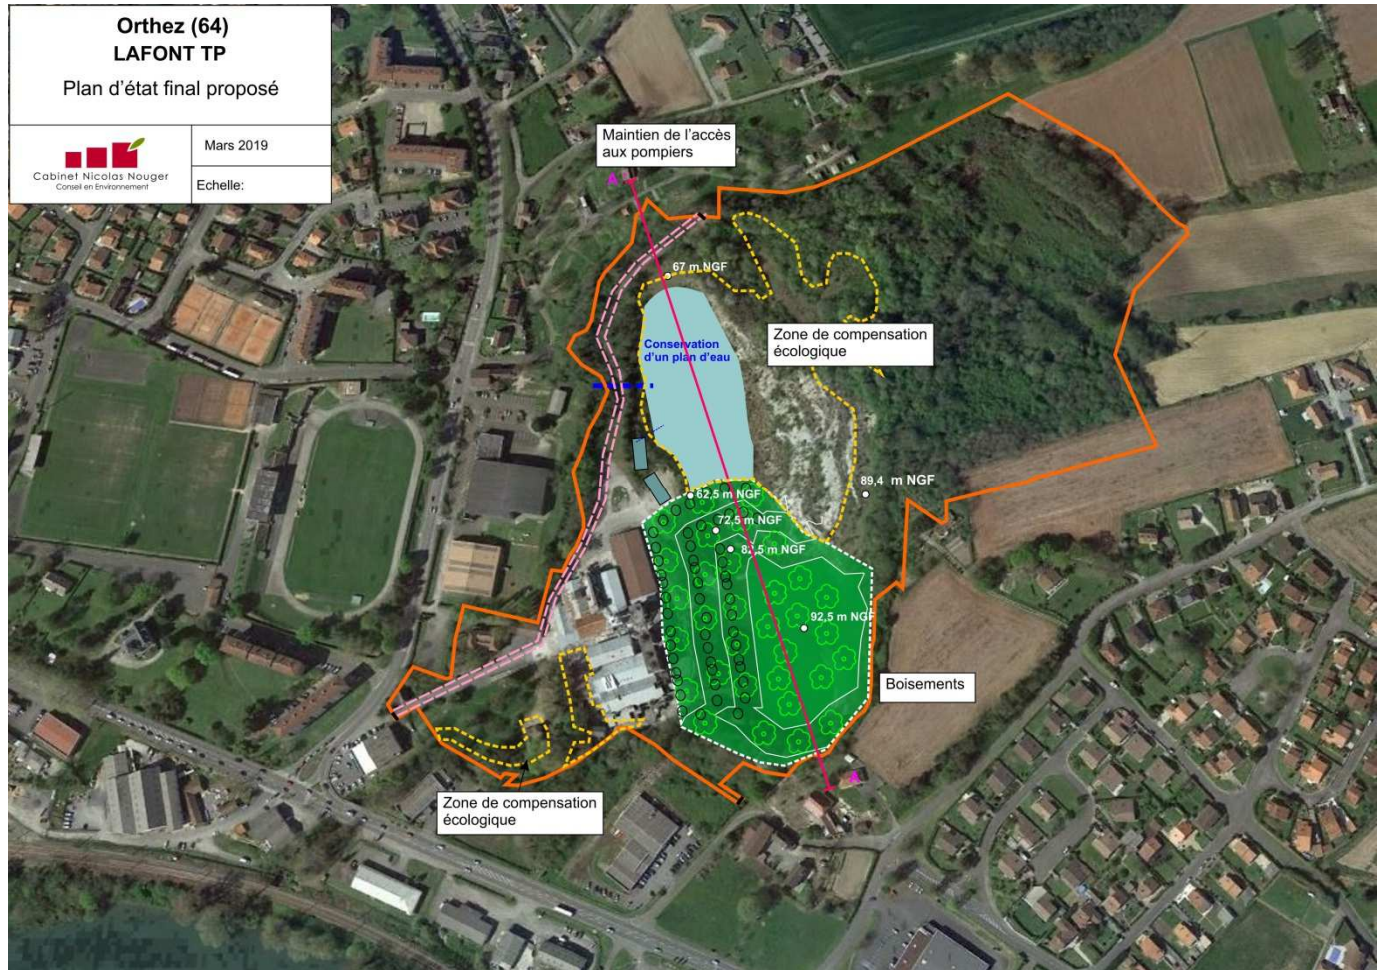 Orthez (64)
LAFONT TP
Plan d'état final proposé
Cabinet Nicolas Nouger
Conseil en Environnement
Mars 2019
Echelle:
Maintien de l'accès
aux pompiers
A
67 m NGF
Conservation
d'un plan d'eau
Zone de compensation
écologique
89,4 m NGF
62,5 m NGF
72,5 m NGF
92,5 m NGF
Boisements
A
Zone de compensation
écologique